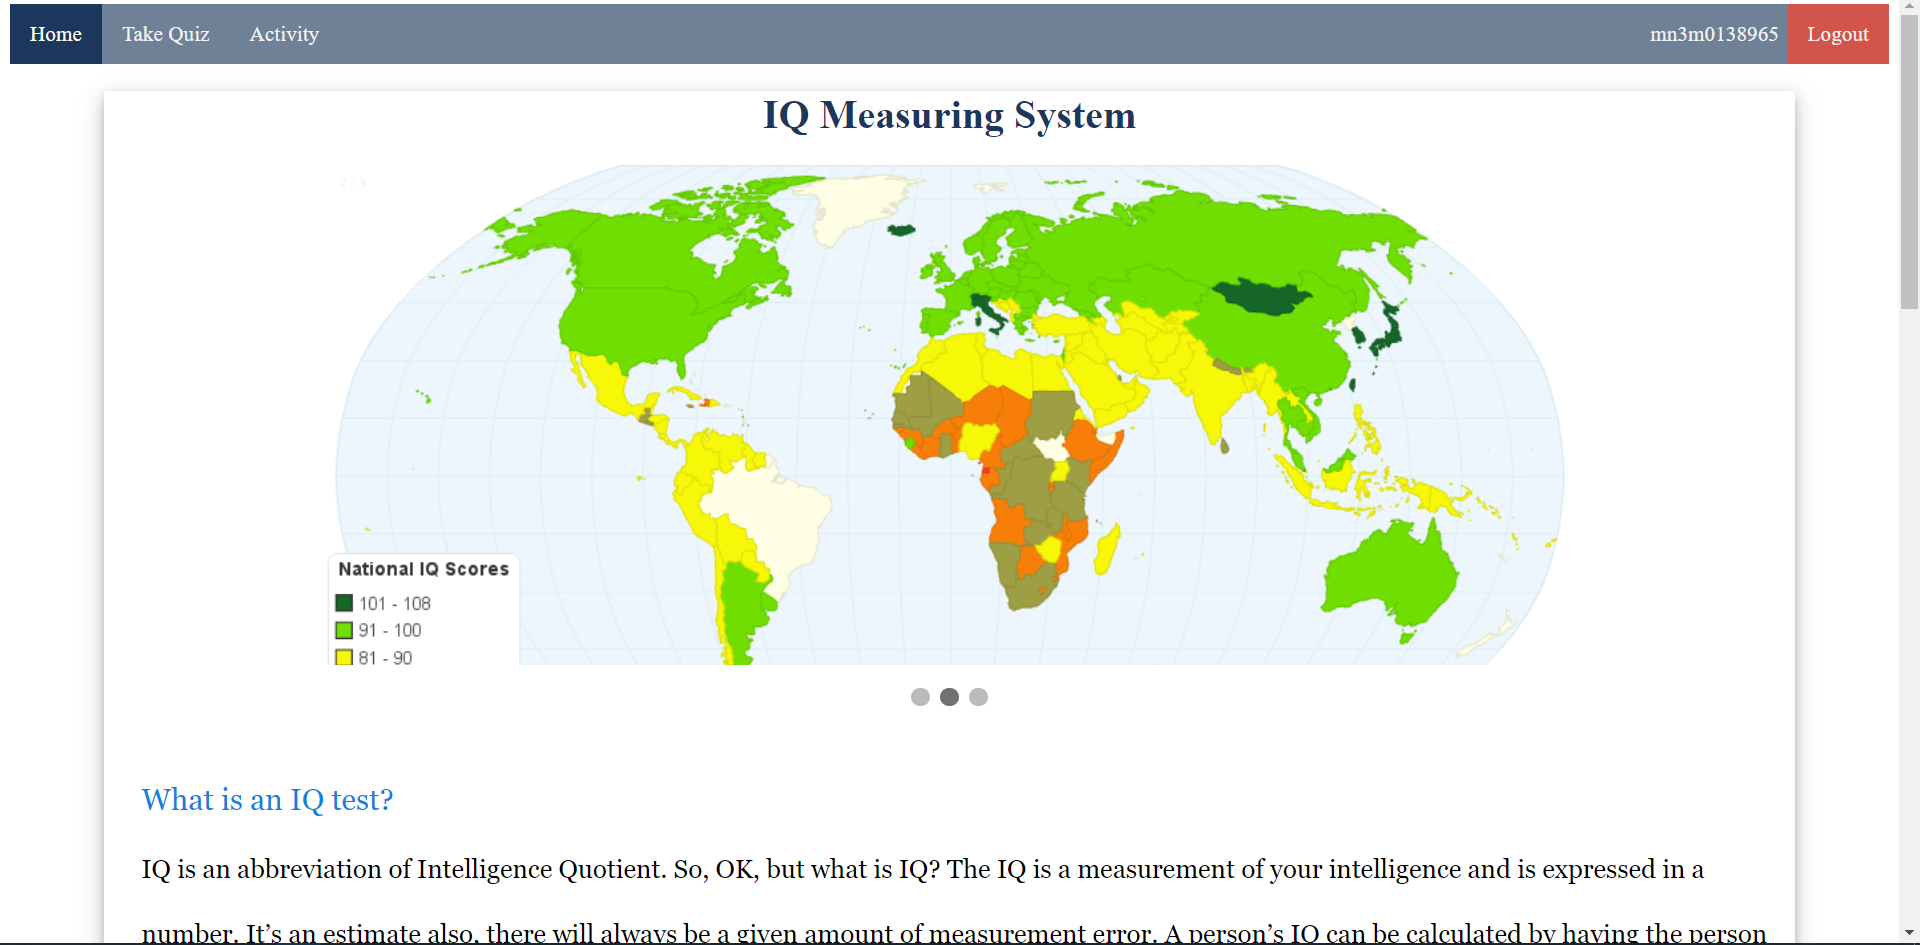 Home Take Quiz Activity mn3m0138965 Logout
IQ Measuring System
2 / 3
National IQ Scores
101 - 108
91 - 100
81 - 90
What is an IQ test?
IQ is an abbreviation of Intelligence Quotient. So, OK, but what is IQ? The IQ is a measurement of your intelligence and is expressed in a
number. It’s an estimate also, there will always be a given amount of measurement error. A person’s IQ can be calculated by having the person